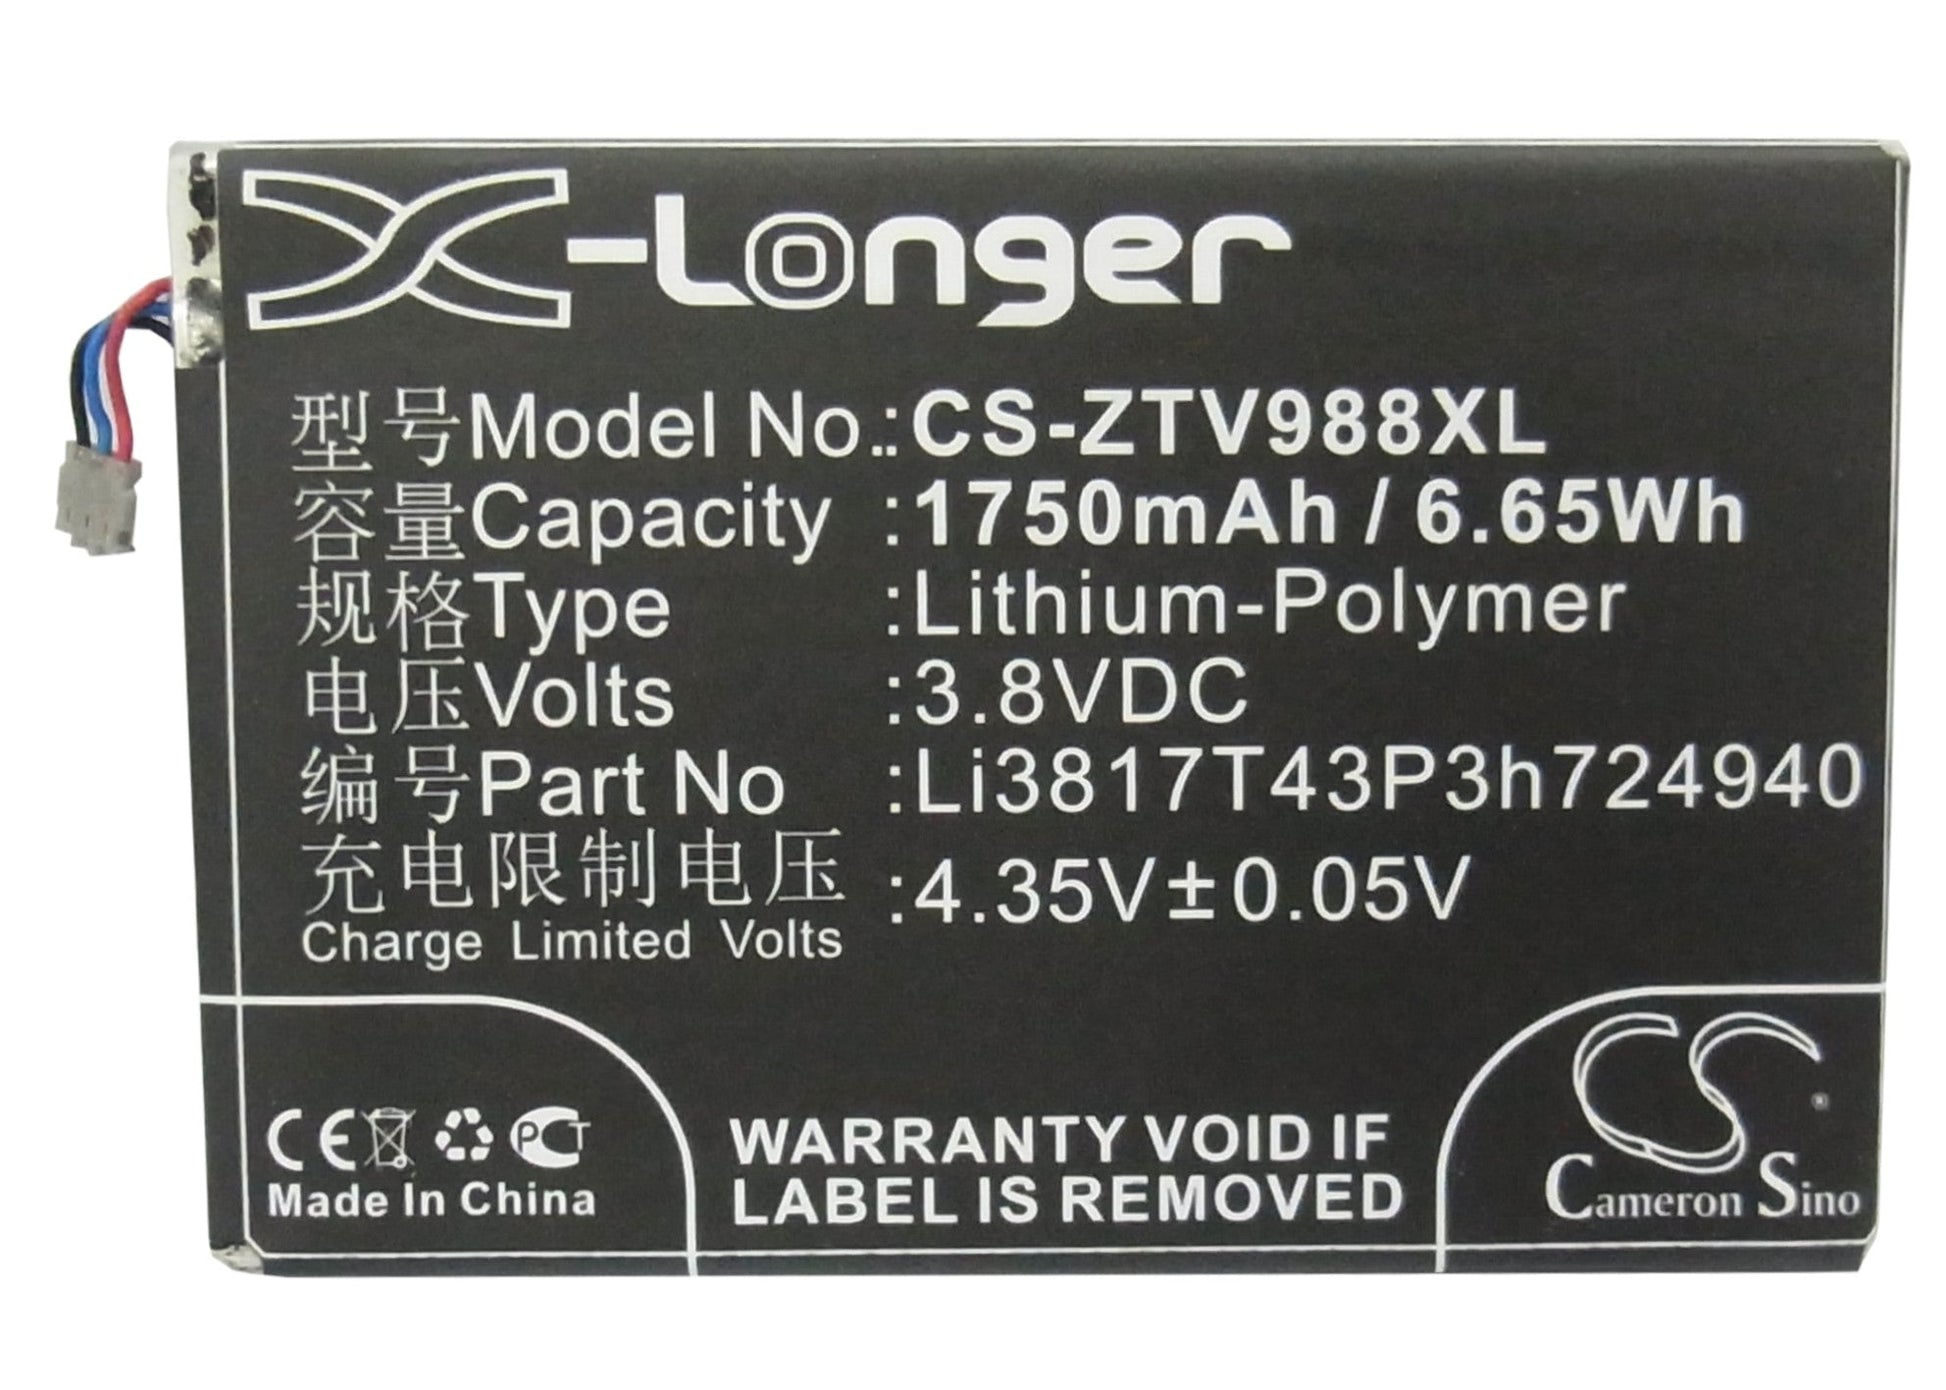 X-Longer
型号Model No.:CS-ZTV988XL
容量Capacity :1750mAh / 6.65Wh
规格Type :Lithium-Polymer
电压Volts :3.8VDC
编号Part No :Li3817T43P3h724940
充电限制电压 :4.35V±0.05V
Charge Limited Volts
CE PCT
Made In China
WARRANTY VOID IF
LABEL IS REMOVED
CS ®
Cameron Sino